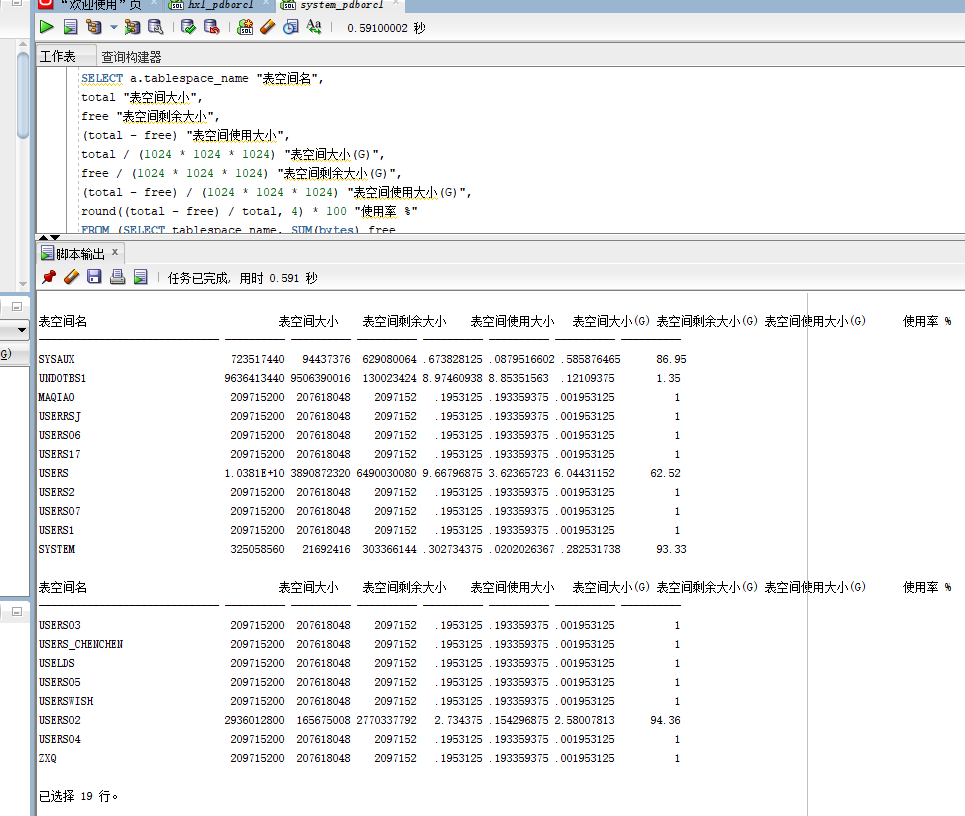 “欢迎使用”页 hxl_pdborcl system_pdborcl
0.59100002 秒
工作表 查询构建器
SELECT a.tablespace_name "表空间名",
total "表空间大小",
free "表空间剩余大小",
(total - free) "表空间使用大小",
total / (1024 * 1024 * 1024) "表空间大小(G)",
free / (1024 * 1024 * 1024) "表空间剩余大小(G)",
(total - free) / (1024 * 1024 * 1024) "表空间使用大小(G)",
round((total - free) / total, 4) * 100 "使用率 %"
FROM (SELECT tablespace_name, SUM(bytes) free
脚本输出 x
任务已完成, 用时 0.591 秒
G)
表空间名 表空间大小 表空间剩余大小 表空间使用大小 表空间大小(G) 表空间剩余大小(G) 表空间使用大小(G) 使用率 %
SYSAUX 723517440 94437376 629080064 .673828125 .0879516602 .585876465 86.95
UNDOTBS1 9636413440 9506390016 130023424 8.97460938 8.85351563 .12109375 1.35
MAQIAO 209715200 207618048 2097152 .1953125 .193359375 .001953125 1
USERRSJ 209715200 207618048 2097152 .1953125 .193359375 .001953125 1
USERS06 209715200 207618048 2097152 .1953125 .193359375 .001953125 1
USERS17 209715200 207618048 2097152 .1953125 .193359375 .001953125 1
USERS 1.0381E+10 3890872320 6490030080 9.66796875 3.62365723 6.04431152 62.52
USERS2 209715200 207618048 2097152 .1953125 .193359375 .001953125 1
USERS07 209715200 207618048 2097152 .1953125 .193359375 .001953125 1
USERS1 209715200 207618048 2097152 .1953125 .193359375 .001953125 1
SYSTEM 325058560 21692416 303366144 .302734375 .0202026367 .282531738 93.33
表空间名 表空间大小 表空间剩余大小 表空间使用大小 表空间大小(G) 表空间剩余大小(G) 表空间使用大小(G) 使用率 %
USERS03 209715200 207618048 2097152 .1953125 .193359375 .001953125 1
USERS_CHENCHEN 209715200 207618048 2097152 .1953125 .193359375 .001953125 1
USELDS 209715200 207618048 2097152 .1953125 .193359375 .001953125 1
USERS05 209715200 207618048 2097152 .1953125 .193359375 .001953125 1
USERSWISH 209715200 207618048 2097152 .1953125 .193359375 .001953125 1
USERS02 2936012800 165675008 2770337792 2.734375 .154296875 2.58007813 94.36
USERS04 209715200 207618048 2097152 .1953125 .193359375 .001953125 1
ZXQ 209715200 207618048 2097152 .1953125 .193359375 .001953125 1
已选择 19 行。